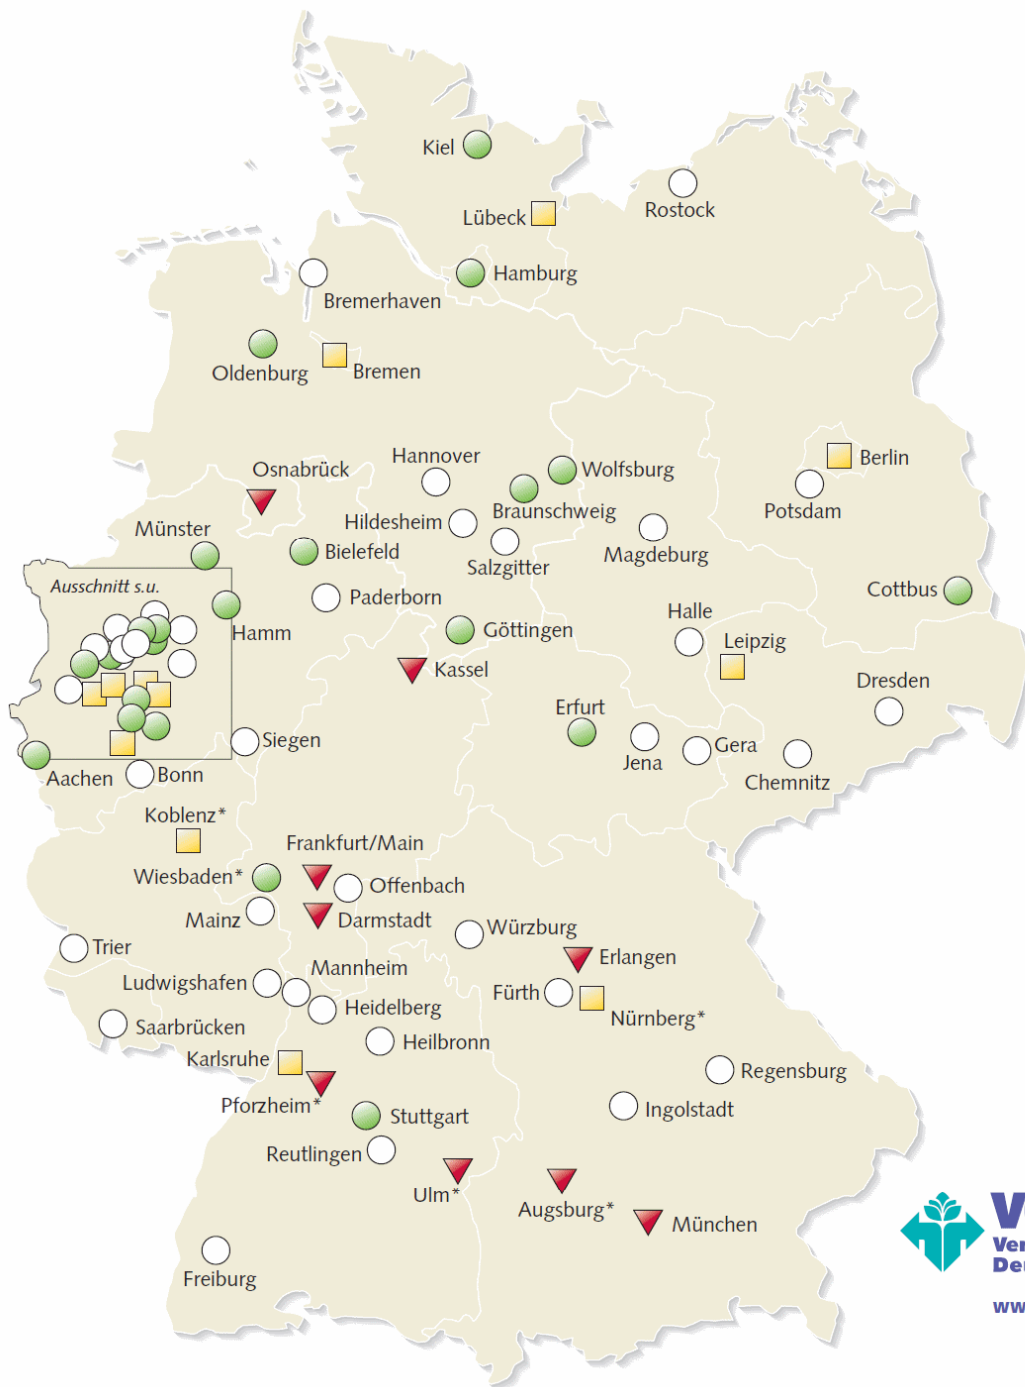 Kiel
Rostock
Lübeck
Hamburg
Bremerhaven
Oldenburg
Bremen
Hannover
Wolfsburg
Berlin
Osnabrück
Braunschweig
Potsdam
Münster
Hildesheim
Bielefeld
Salzgitter
Magdeburg
Ausschnitt s.u.
Cottbus
Paderborn
Halle
Hamm
Göttingen
Leipzig
Kassel
Dresden
Erfurt
Siegen
Gera
Jena
Aachen
Bonn
Chemnitz
Koblenz*
Frankfurt/Main
Wiesbaden*
Offenbach
Mainz
Darmstadt
Würzburg
Trier
Erlangen
Mannheim
Ludwigshafen
Fürth
Heidelberg
Nürnberg*
Saarbrücken
Heilbronn
Karlsruhe
Regensburg
Pforzheim*
Ingolstadt
Stuttgart
Reutlingen
Ulm*
Augsburg*
München
Freiburg